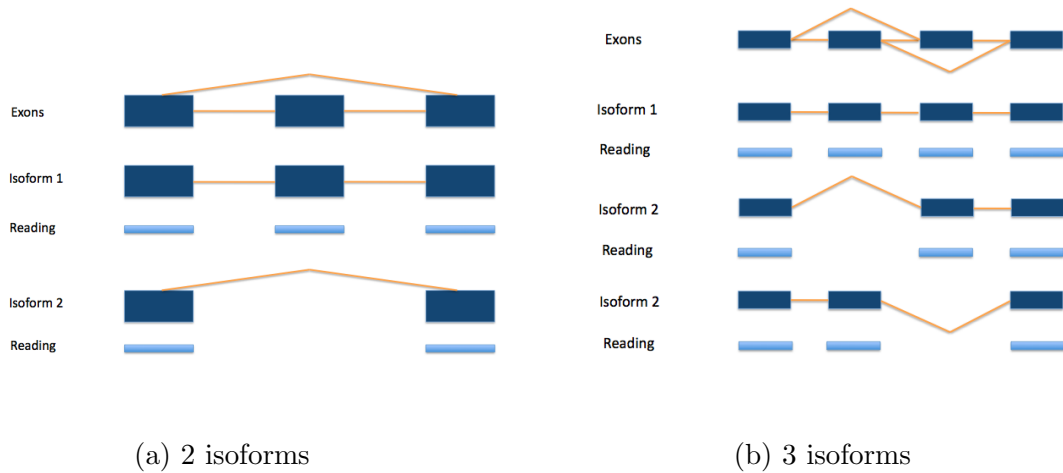 Exons
Isoform 1
Reading
Isoform 2
Reading
(a) 2 isoforms
Exons
Isoform 1
Reading
Isoform 2
Reading
Isoform 2
Reading
(b) 3 isoforms